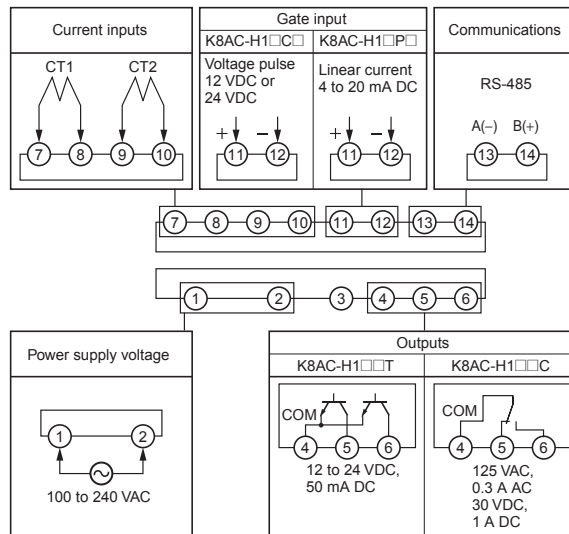 Current inputs
CT1 CT2
7 8 9 10
Gate input
K8AC-H1□C□ K8AC-H1□P□
Voltage pulse
12 VDC or
24 VDC
+ −
11 12
Linear current
4 to 20 mA DC
+ −
11 12
Communications
RS-485
A(−) B(+)
13 14
7 8 9 10 11 12 13 14
1 2 3 4 5 6
Power supply voltage
1 2
100 to 240 VAC
Outputs
K8AC-H1□□T K8AC-H1□□C
COM
4 5 6
12 to 24 VDC,
50 mA DC
COM
4 5 6
125 VAC,
0.3 A AC
30 VDC,
1 A DC